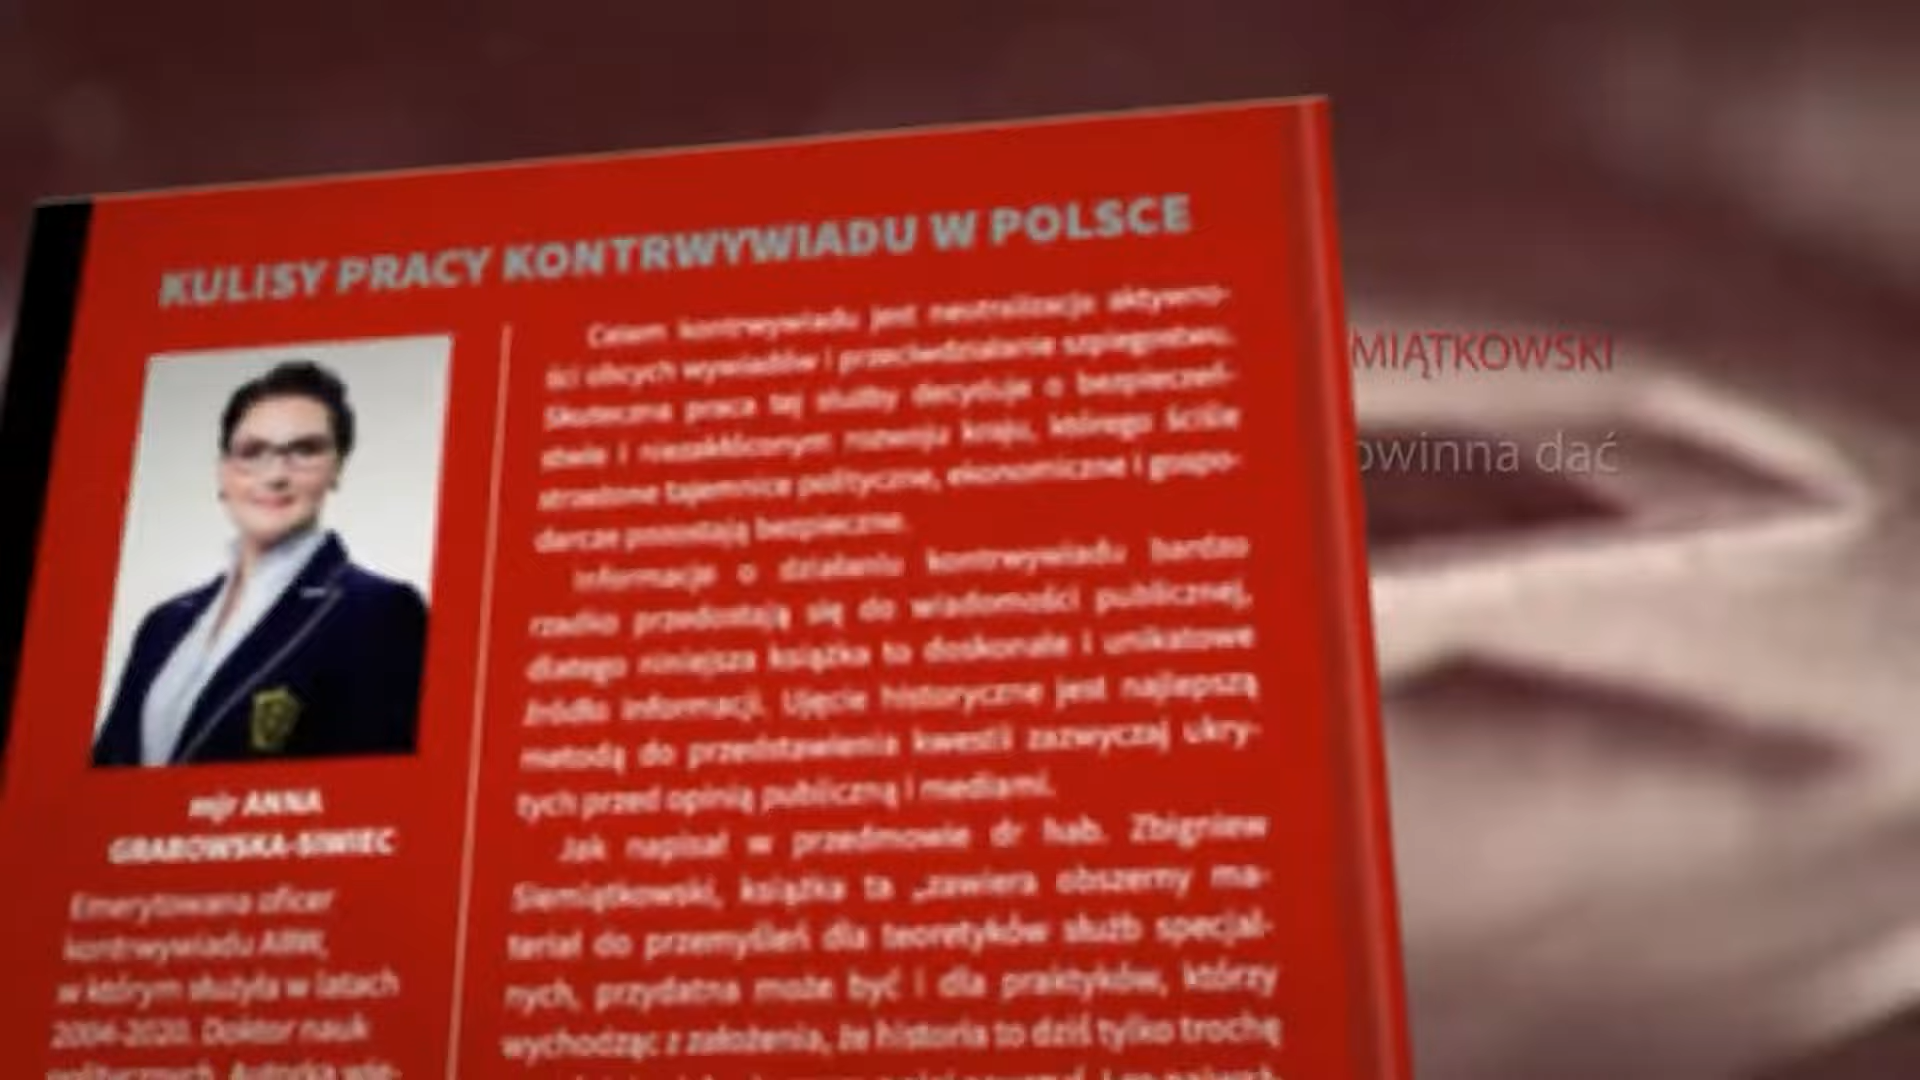 KULISY PRACY KONTRWYWIADU W POLSCE
Celem kontrwywiadu jest neutralizacja aktywno-
ści obcych wywiadów i przeciwdziałanie szpiegostwu.
Skuteczna praca tej służby decyduje o bezpieczeń-
stwie i niezakłóconym rozwoju kraju, którego ściśle
strzeżone tajemnice polityczne, ekonomiczne i gospo-
darcze pozostają bezpieczne.
Informacje o działaniu kontrwywiadu bardzo
rzadko przedostają się do wiadomości publicznej,
dlatego niniejsza książka to doskonałe i unikatowe
źródło informacji. Ujęcie historyczne jest najlepszą
metodą do przedstawienia kwestii zazwyczaj ukry-
tych przed opinią publiczną i mediami.
Jak napisał w przedmowie dr hab. Zbigniew
Siemiątkowski, książka ta „zawiera obszerny ma-
teriał do przemyśleń dla teoretyków służb specjal-
nych, przydatna może być i dla praktyków, którzy
wychodząc z założenia, że historia to dziś tylko trochę
mjr ANNA
GRABOWSKA-SIWIEC
Emerytowana oficer
kontrwywiadu ABW,
w którym służyła w latach
2004-2020. Doktor nauk
politycznych. Autorka wie-
MIĄTKOWSKI
owinna dać